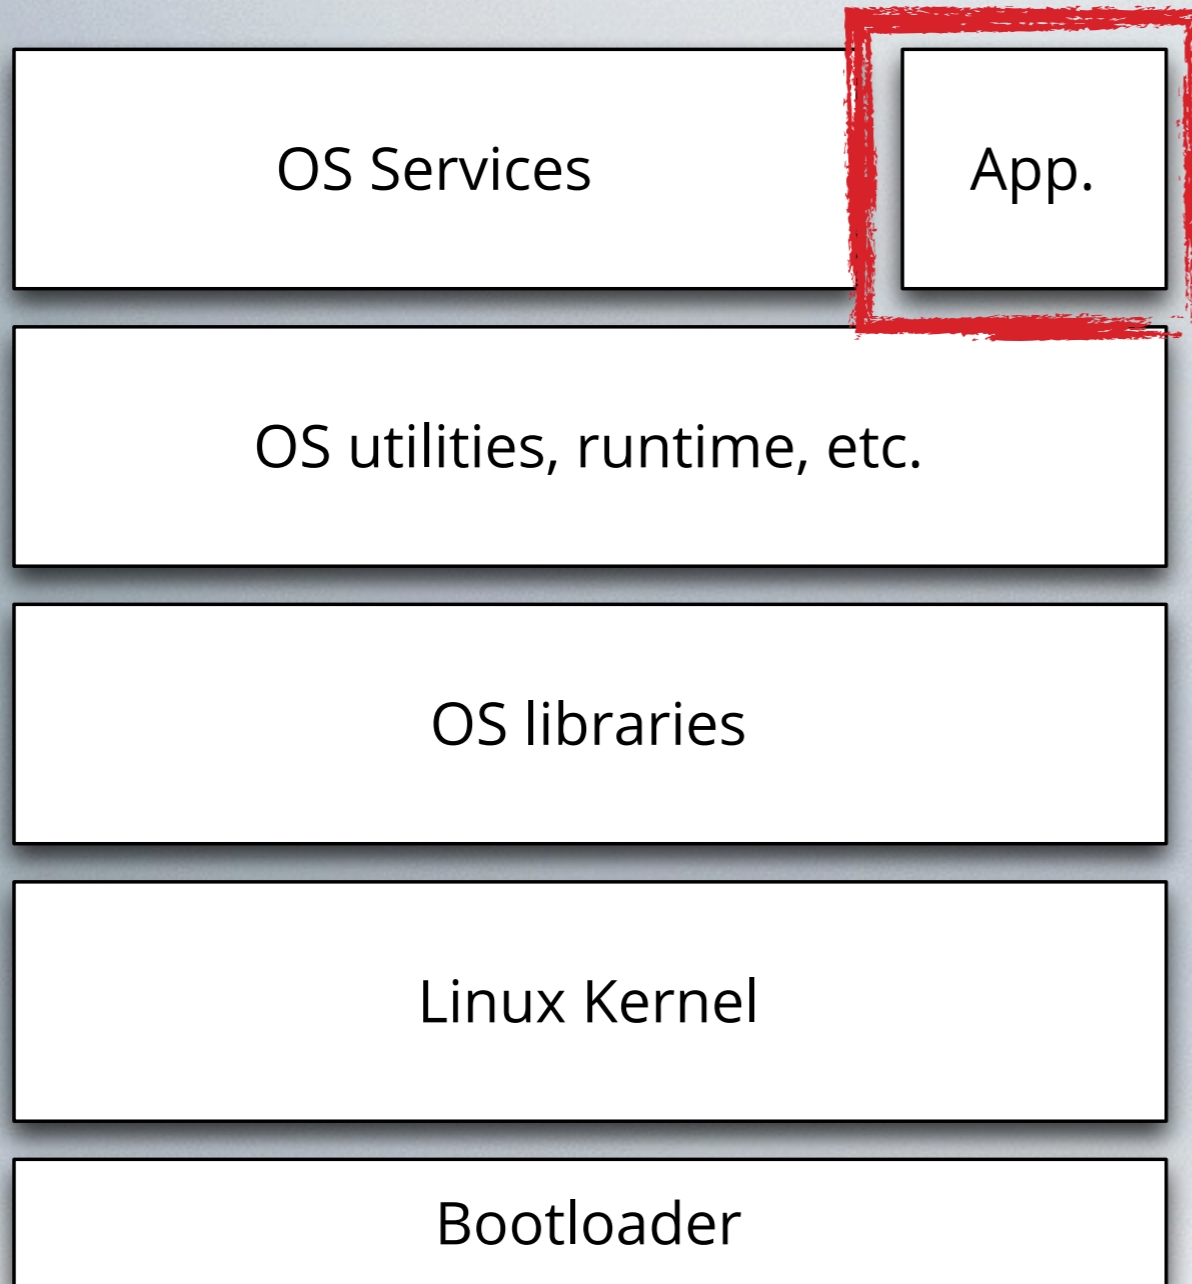 OS Services
App.
OS utilities, runtime, etc.
OS libraries
Linux Kernel
Bootloader